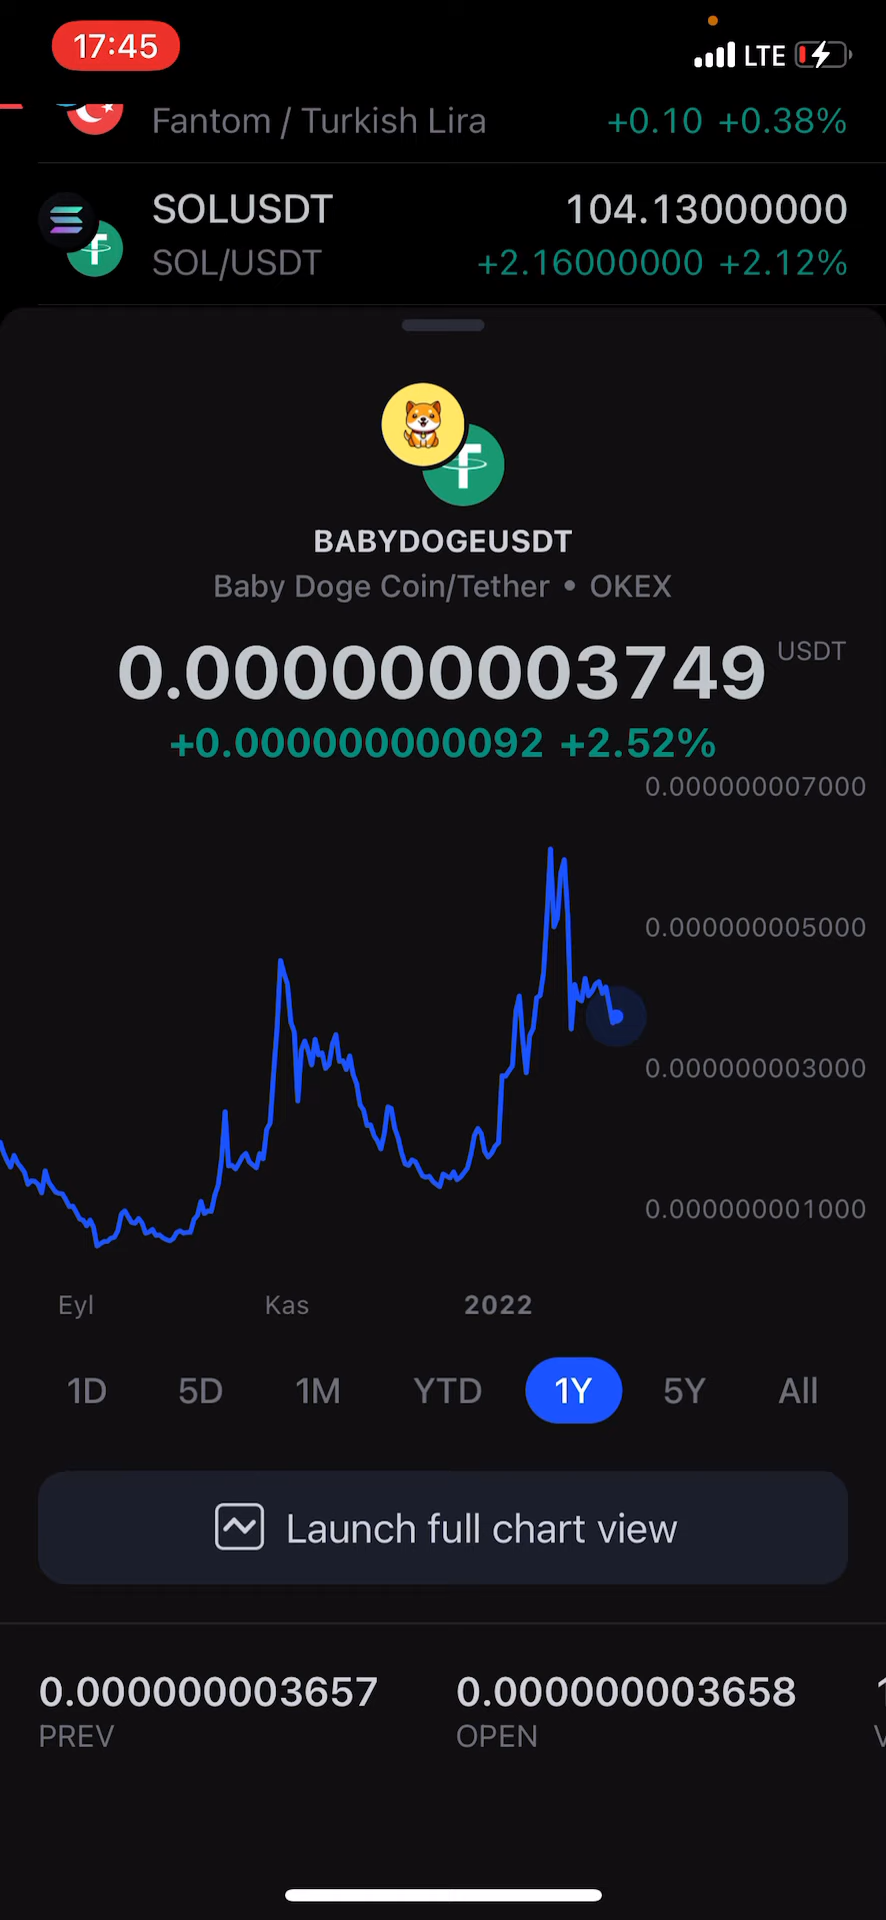 17:45
LTE
Fantom / Turkish Lira +0.10 +0.38%
SOLUSDT 104.13000000
SOL/USDT +2.16000000 +2.12%
BABYDOGEUSDT
Baby Doge Coin/Tether • OKEX
0.000000003749 USDT
+0.000000000092 +2.52%
0.000000007000
0.000000005000
0.000000003000
0.000000001000
Eyl Kas 2022
1D 5D 1M YTD 1Y 5Y All
Launch full chart view
0.000000003657 0.000000003658
PREV OPEN